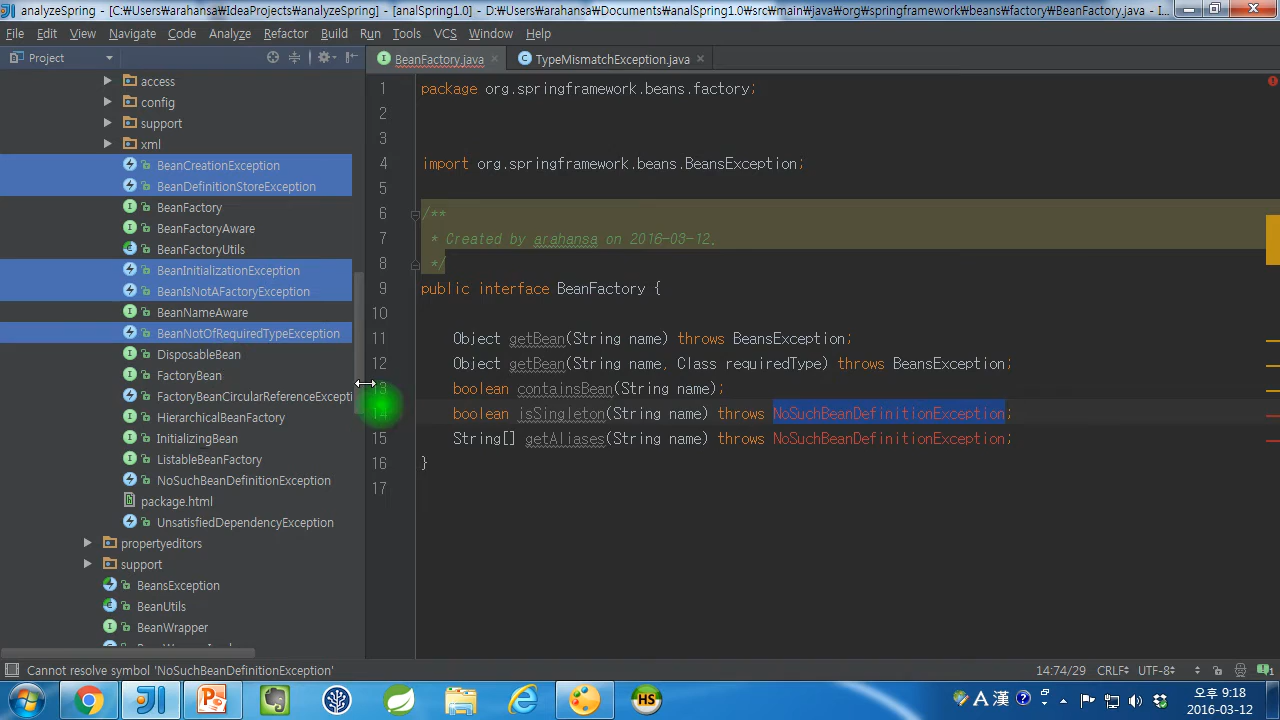 analyzeSpring - [C:₩Users₩arahansa₩IdeaProjects₩analyzeSpring] - [analSpring1.0] - D:₩Users₩arahansa₩Documents₩analSpring1.0₩src₩main₩java₩org₩springframework₩beans₩factory₩BeanFactory.java - I...
File Edit View Navigate Code Analyze Refactor Build Run Tools VCS Window Help
Project
BeanFactory.java
TypeMismatchException.java
access
config
support
xml
BeanCreationException
BeanDefinitionStoreException
BeanFactory
BeanFactoryAware
BeanFactoryUtils
BeanInitializationException
BeanIsNotAFactoryException
BeanNameAware
BeanNotOfRequiredTypeException
DisposableBean
FactoryBean
FactoryBeanCircularReferenceExcepti
HierarchicalBeanFactory
InitializingBean
ListableBeanFactory
NoSuchBeanDefinitionException
package.html
UnsatisfiedDependencyException
propertyeditors
support
BeansException
BeanUtils
BeanWrapper
1 package org.springframework.beans.factory;
2
3
4 import org.springframework.beans.BeansException;
5
6 /**
7 * Created by arahansa on 2016-03-12.
8 */
9 public interface BeanFactory {
10
11 Object getBean(String name) throws BeansException;
12 Object getBean(String name, Class requiredType) throws BeansException;
13 boolean containsBean(String name);
14 boolean isSingleton(String name) throws NoSuchBeanDefinitionException;
15 String[] getAliases(String name) throws NoSuchBeanDefinitionException;
16 }
17
Cannot resolve symbol 'NoSuchBeanDefinitionException'
14:74/29 CRLF UTF-8
HS
A 漢
오후 9:18
2016-03-12